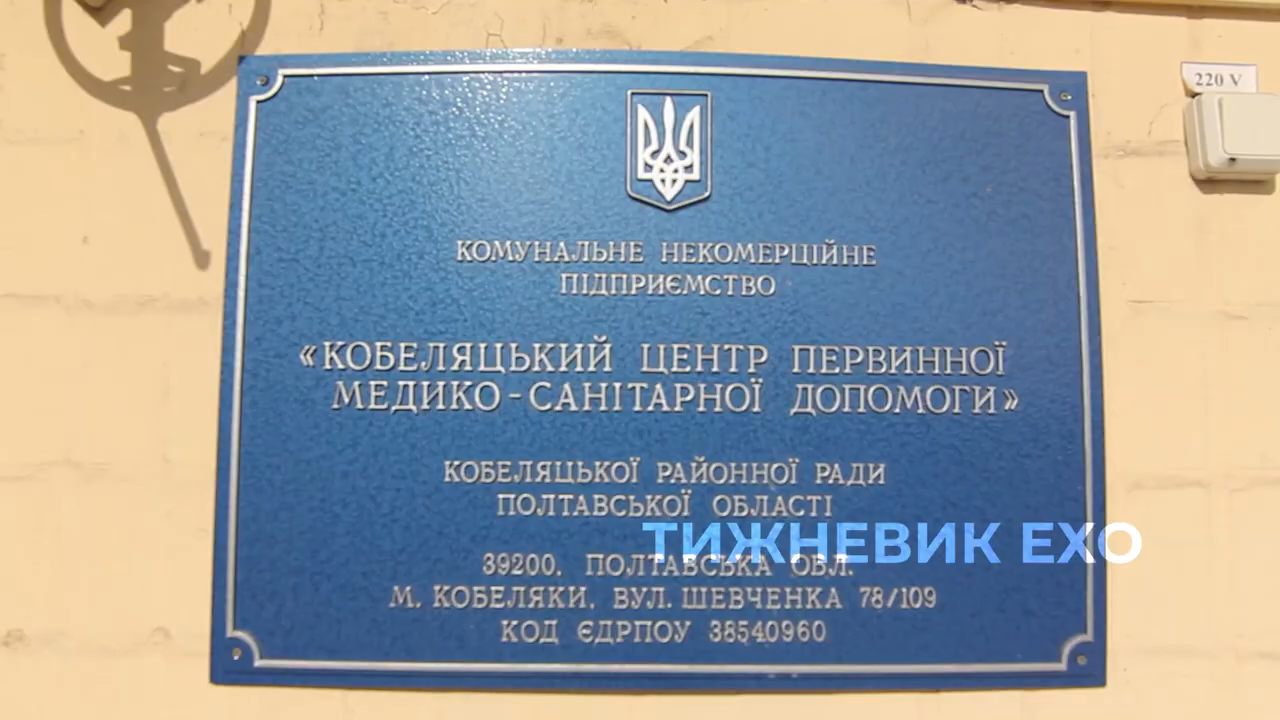 220 V
КОМУНАЛЬНЕ НЕКОМЕРЦІЙНЕ
ПІДПРИЄМСТВО
«КОБЕЛЯЦЬКИЙ ЦЕНТР ПЕРВИННОЇ
МЕДИКО-САНІТАРНОЇ ДОПОМОГИ»
КОБЕЛЯЦЬКОЇ РАЙОННОЇ РАДИ
ПОЛТАВСЬКОЇ ОБЛАСТІ
ТИЖНЕВИК ЕХО
39200. ПОЛТАВСЬКА ОБЛ.
М. КОБЕЛЯКИ. ВУЛ. ШЕВЧЕНКА 78/109
КОД ЄДРПОУ 38540960